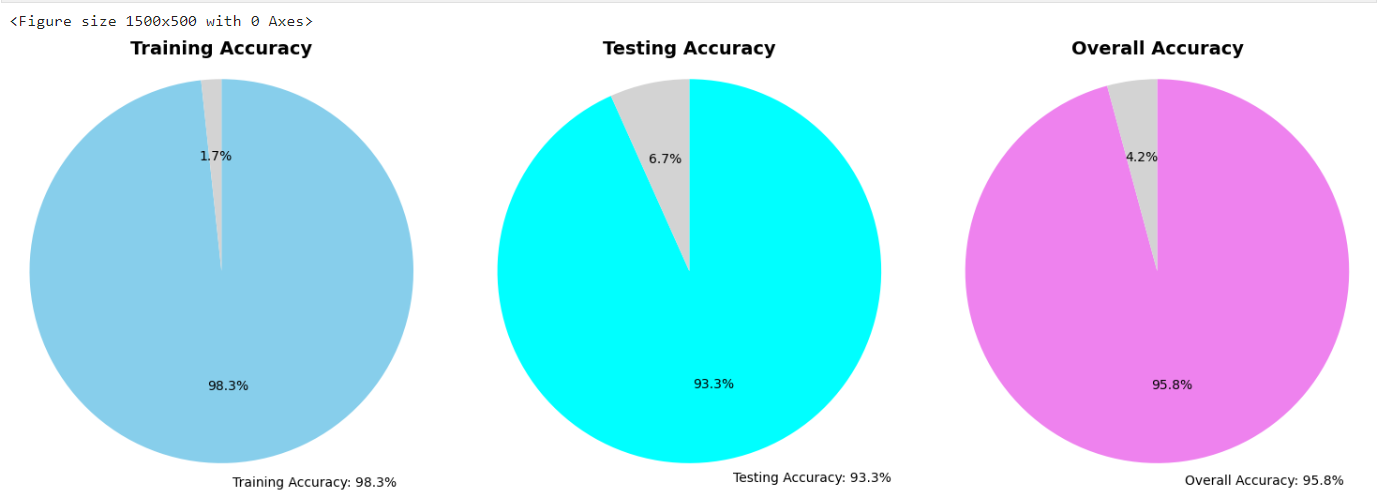 <Figure size 1500x500 with 0 Axes>
Training Accuracy
1.7%
98.3%
Training Accuracy: 98.3%
Testing Accuracy
6.7%
93.3%
Testing Accuracy: 93.3%
Overall Accuracy
4.2%
95.8%
Overall Accuracy: 95.8%